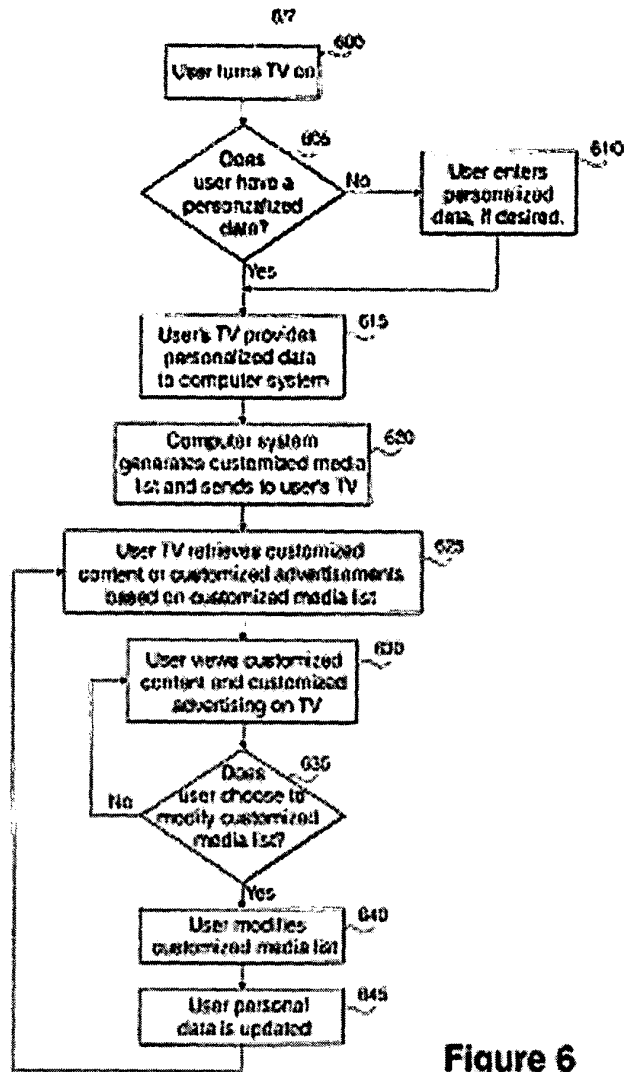 6/7
600
User turns TV on
605
Does
user have a
personalized
data?
No
610
User enters
personalized
data, if desired.
Yes
615
User's TV provides
personalized data
to computer system
620
Computer system
generates customized media
list and sends to user's TV
625
User TV retrieves customized
content or customized advertisements
based on customized media list
630
User views customized
content and customized
advertising on TV
635
Does
user choose to
modify customized
media list?
No
Yes
640
User modifies
customized media list
645
User personal
data is updated
Figure 6